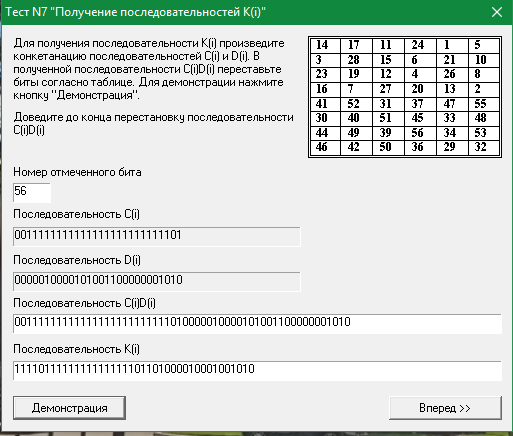 Тест N7 "Получение последовательностей K(i)"
Для получения последовательности K(i) произведите
конкетанацию последовательностей C(i) и D(i). В
полученной последовательности C(i)D(i) переставьте
биты согласно таблице. Для демонстрации нажмите
кнопку "Демонстрация".
Доведите до конца перестановку последовательности
C(i)D(i)
14 17 11 24 1 5
3 28 15 6 21 10
23 19 12 4 26 8
16 7 27 20 13 2
41 52 31 37 47 55
30 40 51 45 33 48
44 49 39 56 34 53
46 42 50 36 29 32
Номер отмеченного бита
56
Последовательность C(i)
0011111111111111111111111101
Последовательность D(i)
0000010000101001100000001010
Последовательность C(i)D(i)
00111111111111111111111111010000010000101001100000001010
Последовательность K(i)
1111011111111111111101101000010001001010
Демонстрация
Вперед >>